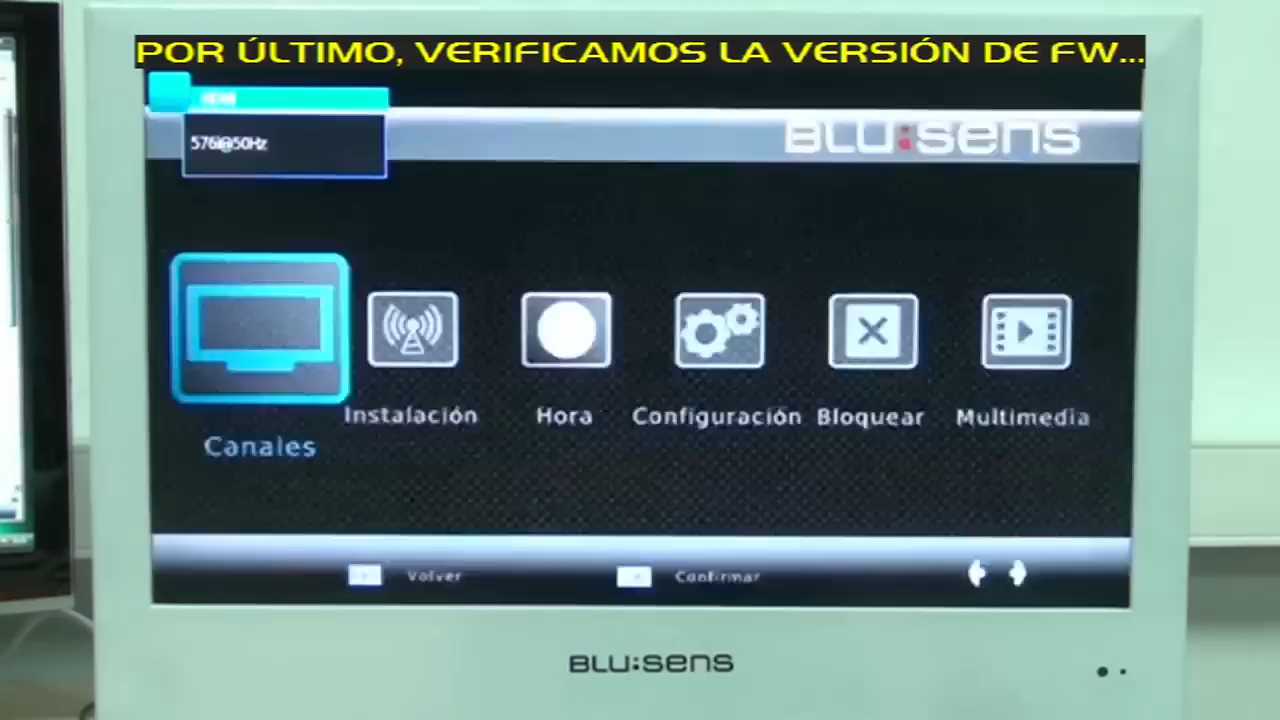 POR ÚLTIMO, VERIFICAMOS LA VERSIÓN DE FW...
HDMI
576i@50Hz
BLU:sens
Instalación
Hora
Configuración
Bloquear
Multimedia
Canales
Volver
Confirmar
BLU:sens